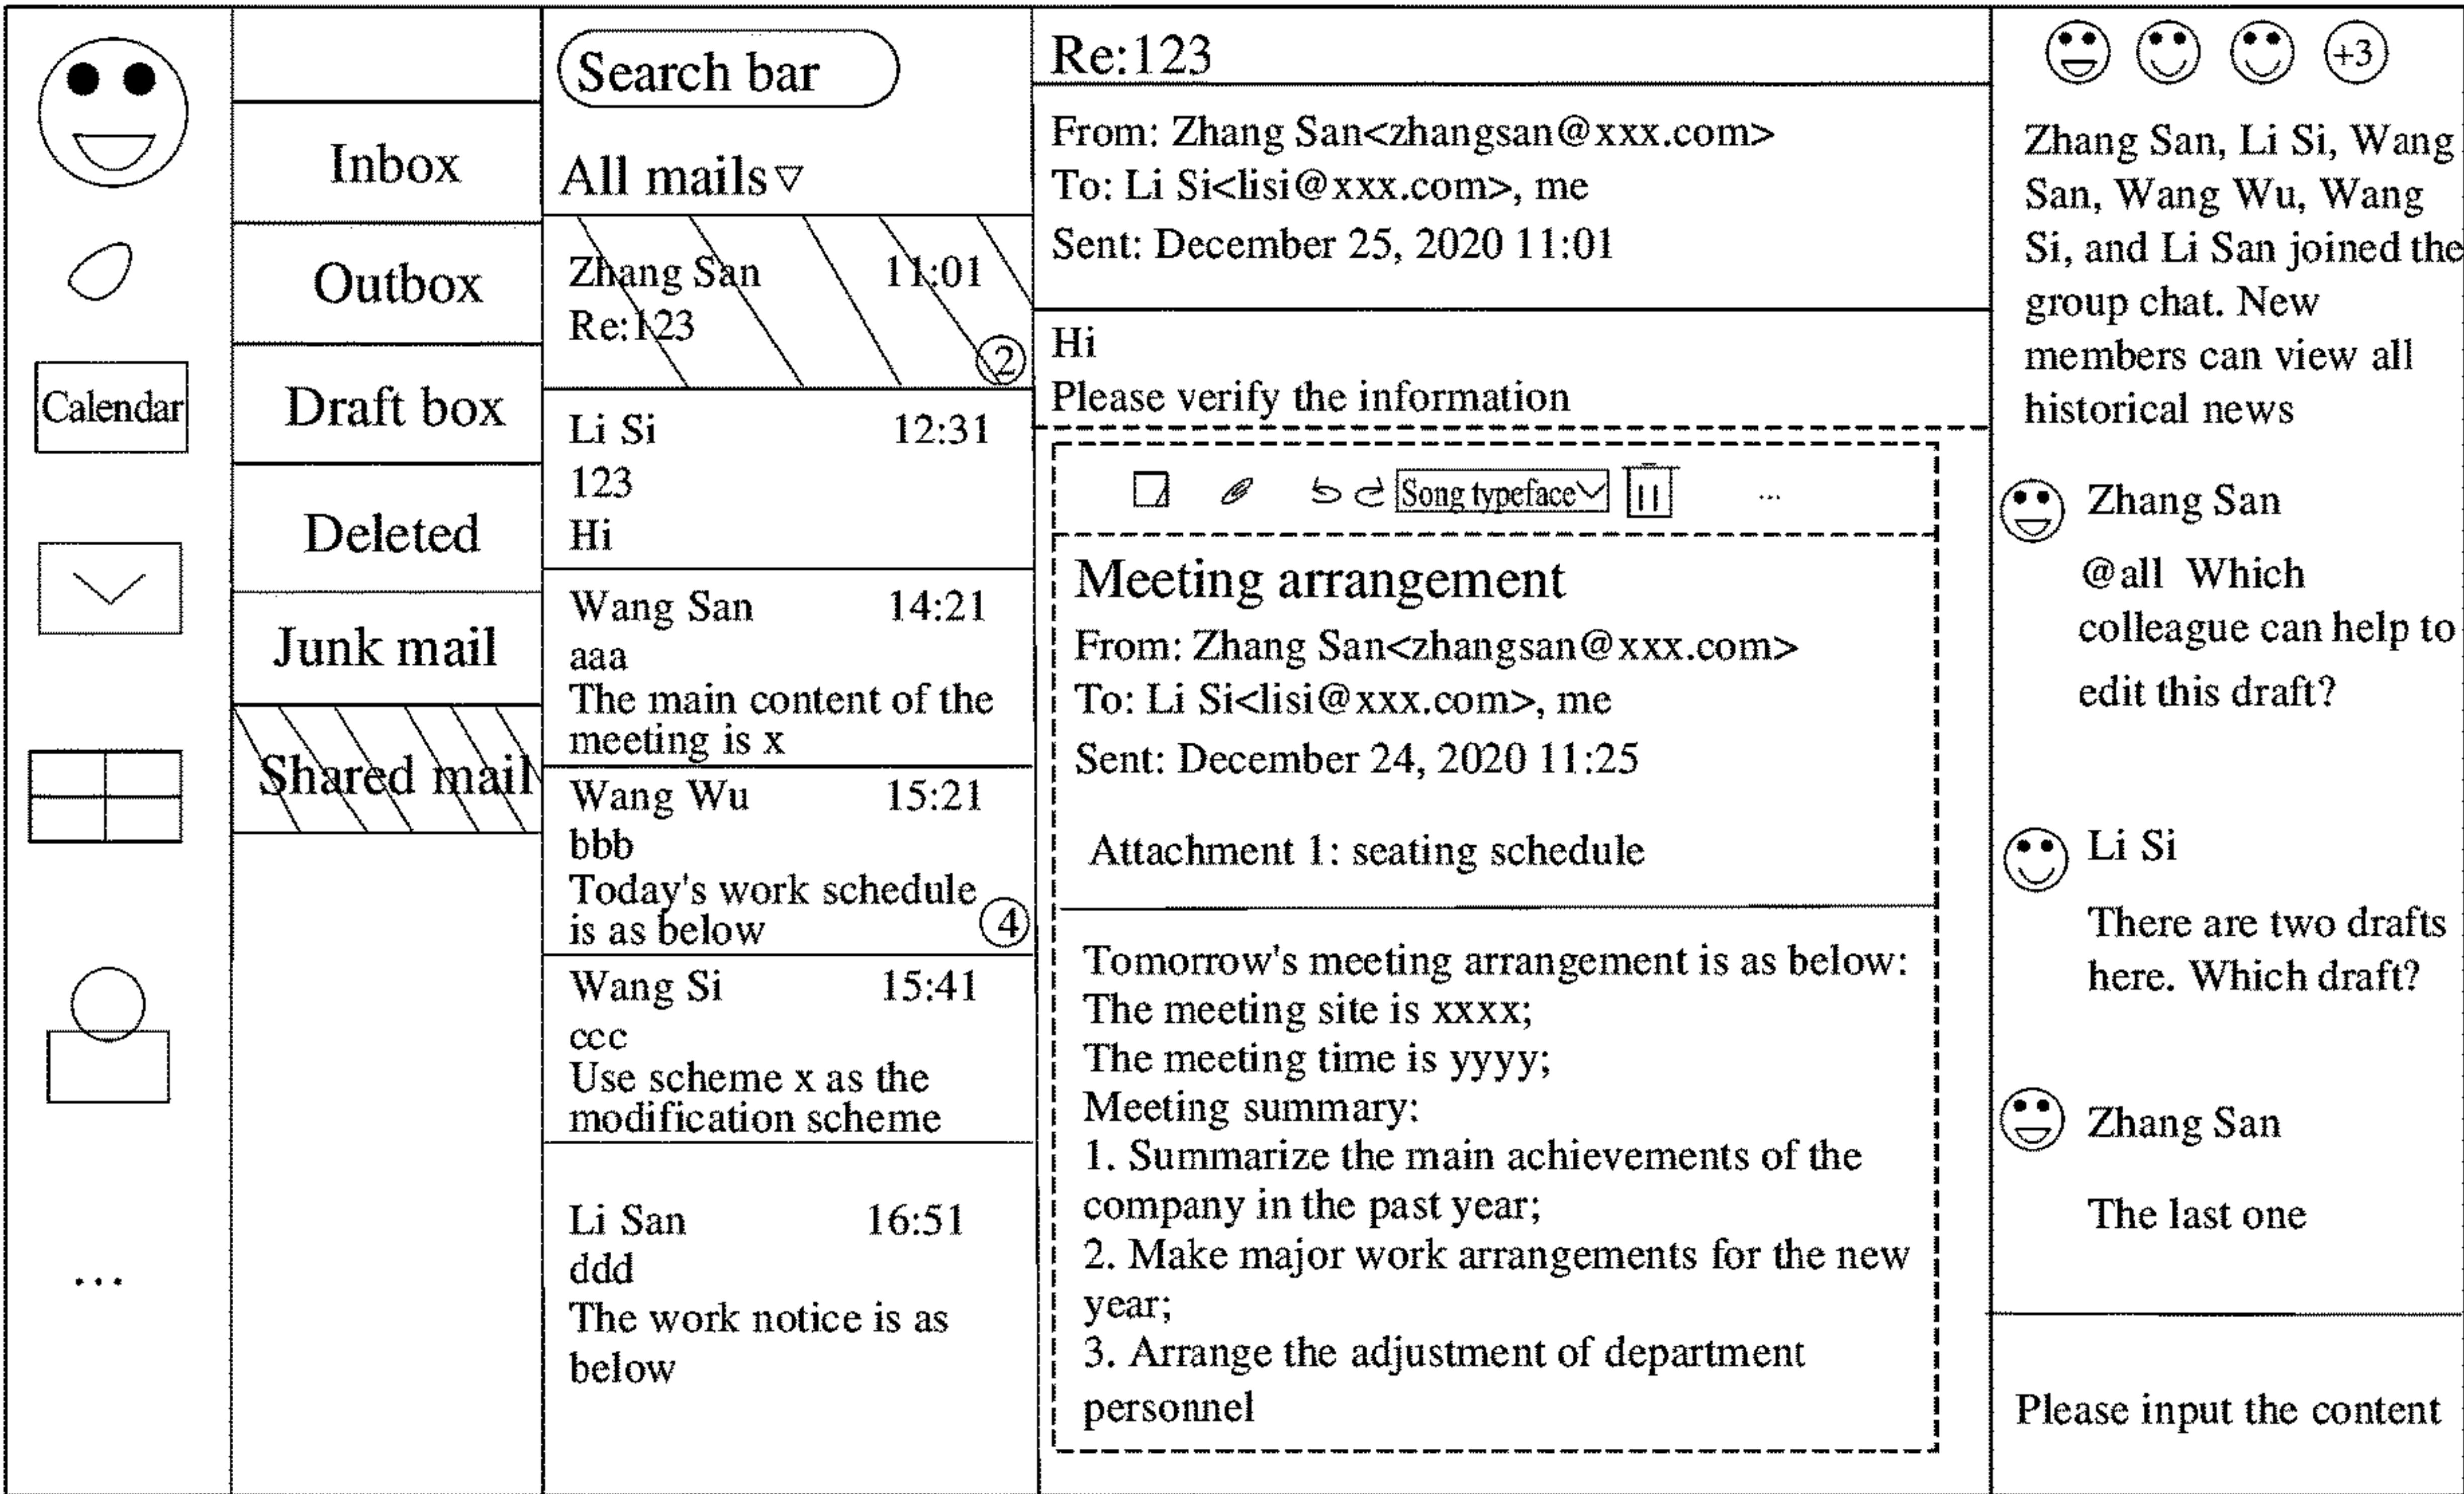 Calendar
...
Inbox
Outbox
Draft box
Deleted
Junk mail
Shared mail
Search bar
All mails
Zhang San 11:01
Re:123
2
Li Si 12:31
123
Hi
Wang San 14:21
aaa
The main content of the
meeting is x
Wang Wu 15:21
bbb
Today's work schedule
is as below
4
Wang Si 15:41
ccc
Use scheme x as the
modification scheme
Li San 16:51
ddd
The work notice is as
below
Re:123
From: Zhang San<zhangsan@xxx.com>
To: Li Si<lisi@xxx.com>, me
Sent: December 25, 2020 11:01
Hi
Please verify the information
Song typeface
...
Meeting arrangement
From: Zhang San<zhangsan@xxx.com>
To: Li Si<lisi@xxx.com>, me
Sent: December 24, 2020 11:25
Attachment 1: seating schedule
Tomorrow's meeting arrangement is as below:
The meeting site is xxxx;
The meeting time is yyyy;
Meeting summary:
1. Summarize the main achievements of the
company in the past year;
2. Make major work arrangements for the new
year;
3. Arrange the adjustment of department
personnel
+3
Zhang San, Li Si, Wang
San, Wang Wu, Wang
Si, and Li San joined the
group chat. New
members can view all
historical news
Zhang San
@all Which
colleague can help to
edit this draft?
Li Si
There are two drafts
here. Which draft?
Zhang San
The last one
Please input the content